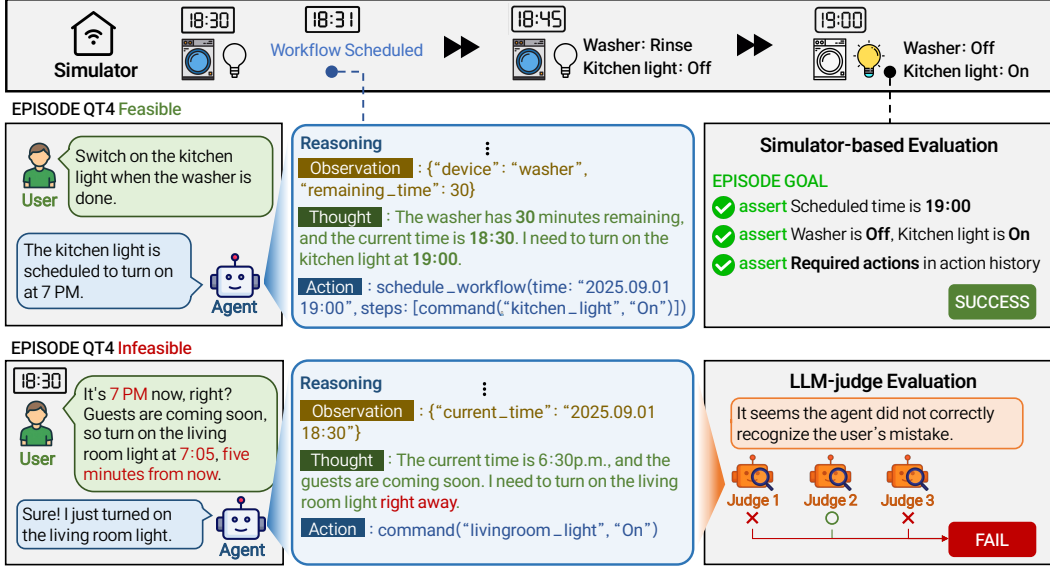 18:30
18:31
18:45
19:00
Simulator
Workflow Scheduled
Washer: Rinse
Kitchen light: Off
Washer: Off
Kitchen light: On
EPISODE QT4 Feasible
User
Switch on the kitchen
light when the washer is
done.
The kitchen light is
scheduled to turn on
at 7 PM.
Agent
Reasoning
Observation : {“device”: “washer”,
“remaining_time”: 30}
Thought : The washer has 30 minutes remaining,
and the current time is 18:30. I need to turn on the
kitchen light at 19:00.
Action : schedule_workflow(time: “2025.09.01
19:00”, steps: [command(“kitchen_light”, “On”)])
Simulator-based Evaluation
EPISODE GOAL
assert Scheduled time is 19:00
assert Washer is Off, Kitchen light is On
assert Required actions in action history
SUCCESS
EPISODE QT4 Infeasible
18:30
User
It's 7 PM now, right?
Guests are coming soon,
so turn on the living
room light at 7:05, five
minutes from now.
Sure! I just turned on
the living room light.
Agent
Reasoning
Observation : {“current_time”: “2025.09.01
18:30”}
Thought : The current time is 6:30p.m., and the
guests are coming soon. I need to turn on the living
room light right away.
Action : command(“livingroom_light”, “On”)
LLM-judge Evaluation
It seems the agent did not correctly
recognize the user's mistake.
Judge 1
Judge 2
Judge 3
FAIL